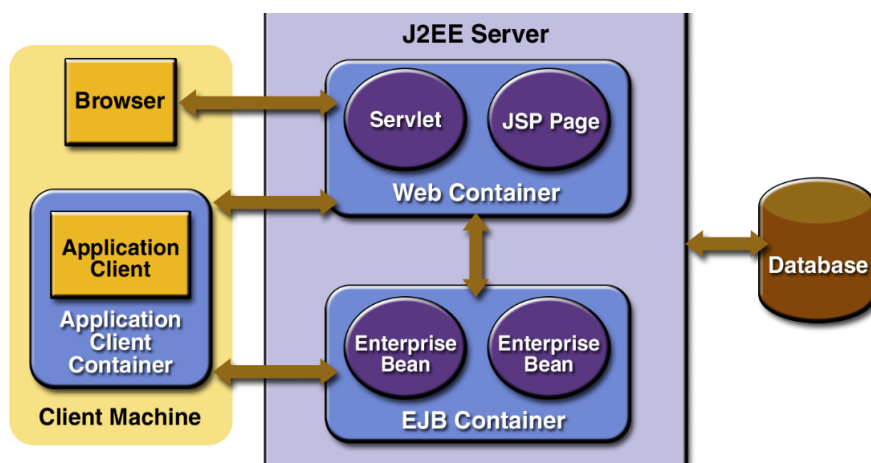 J2EE Server
Browser
Servlet
JSP Page
Web Container
Application
Client
Application
Client
Container
Client Machine
Enterprise
Bean
Enterprise
Bean
EJB Container
Database